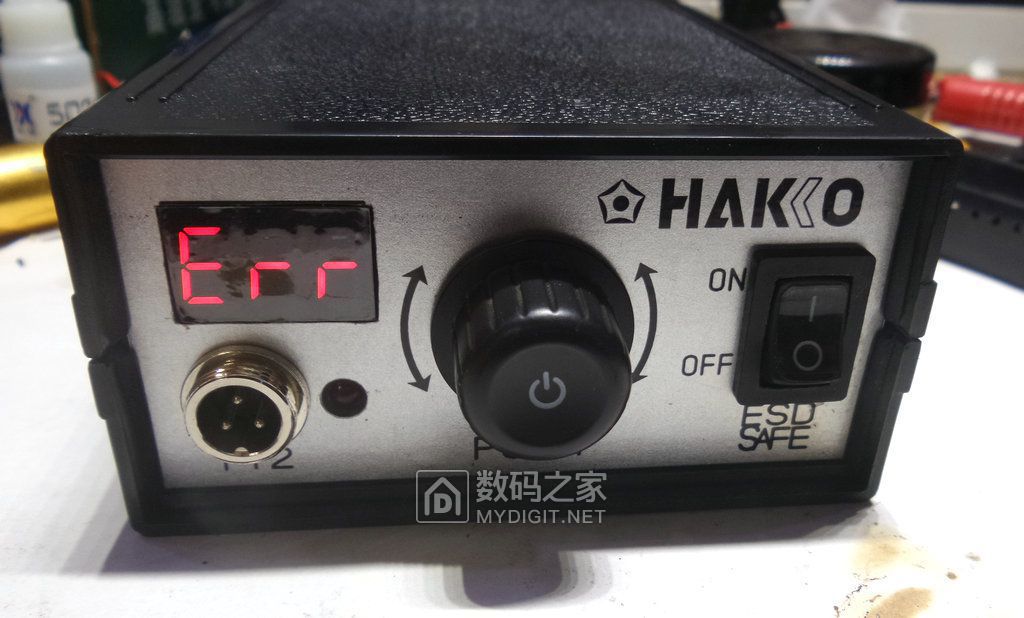 HAKKO
Err
ON
OFF
ESD
SAFE
数码之家
MYDIGIT.NET